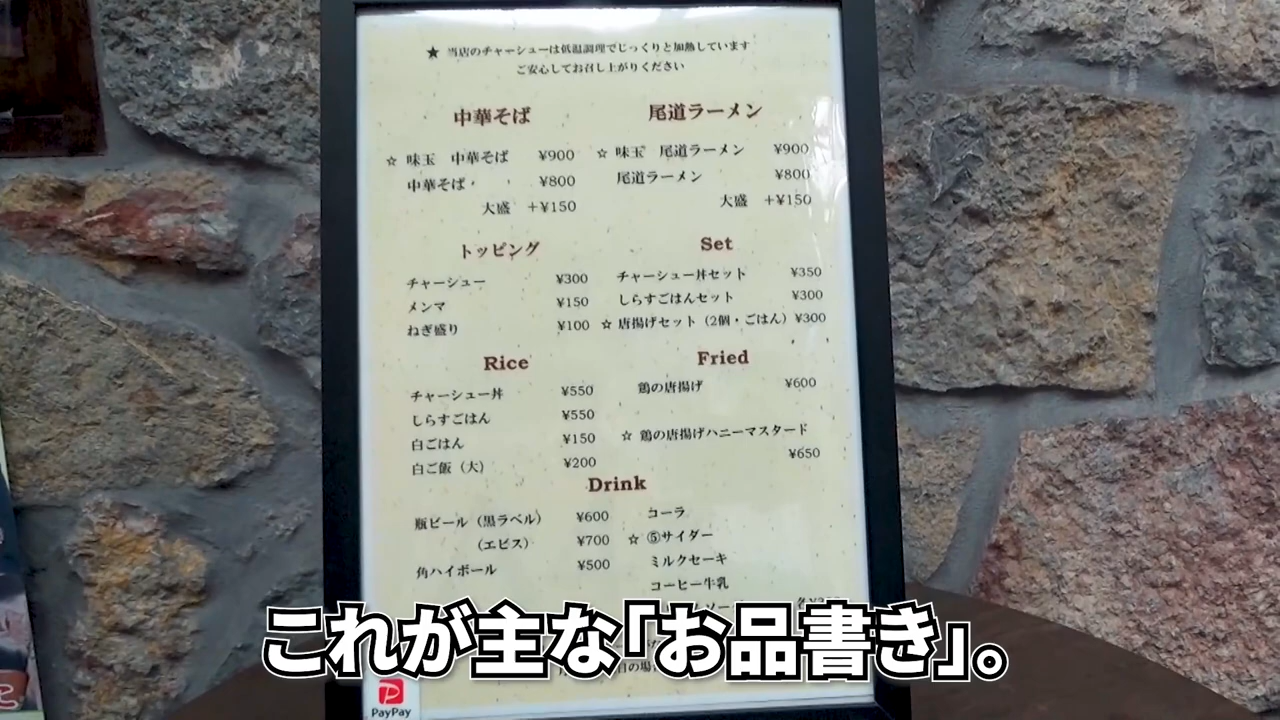 ★ 当店のチャーシューは低温調理でじっくりと加熱しています
ご安心してお召し上がりください
中華そば
☆ 味玉 中華そば ¥900
中華そば ¥800
大盛 +¥150
尾道ラーメン
☆ 味玉 尾道ラーメン ¥900
尾道ラーメン ¥800
大盛 +¥150
トッピング
チャーシュー ¥300
メンマ ¥150
ねぎ盛り ¥100
Set
チャーシュー丼セット ¥350
しらすごはんセット ¥300
☆ 唐揚げセット（2個・ごはん）¥300
Rice
チャーシュー丼 ¥550
しらすごはん ¥550
白ごはん ¥150
白ご飯（大） ¥200
Fried
鶏の唐揚げ ¥600
☆ 鶏の唐揚げハニーマスタード
¥650
Drink
瓶ビール（黒ラベル） ¥600
（エビス） ¥700
角ハイボール ¥500
コーラ
☆ ⑤サイダー
ミルクセーキ
コーヒー牛乳
これが主な「お品書き」。
PayPay